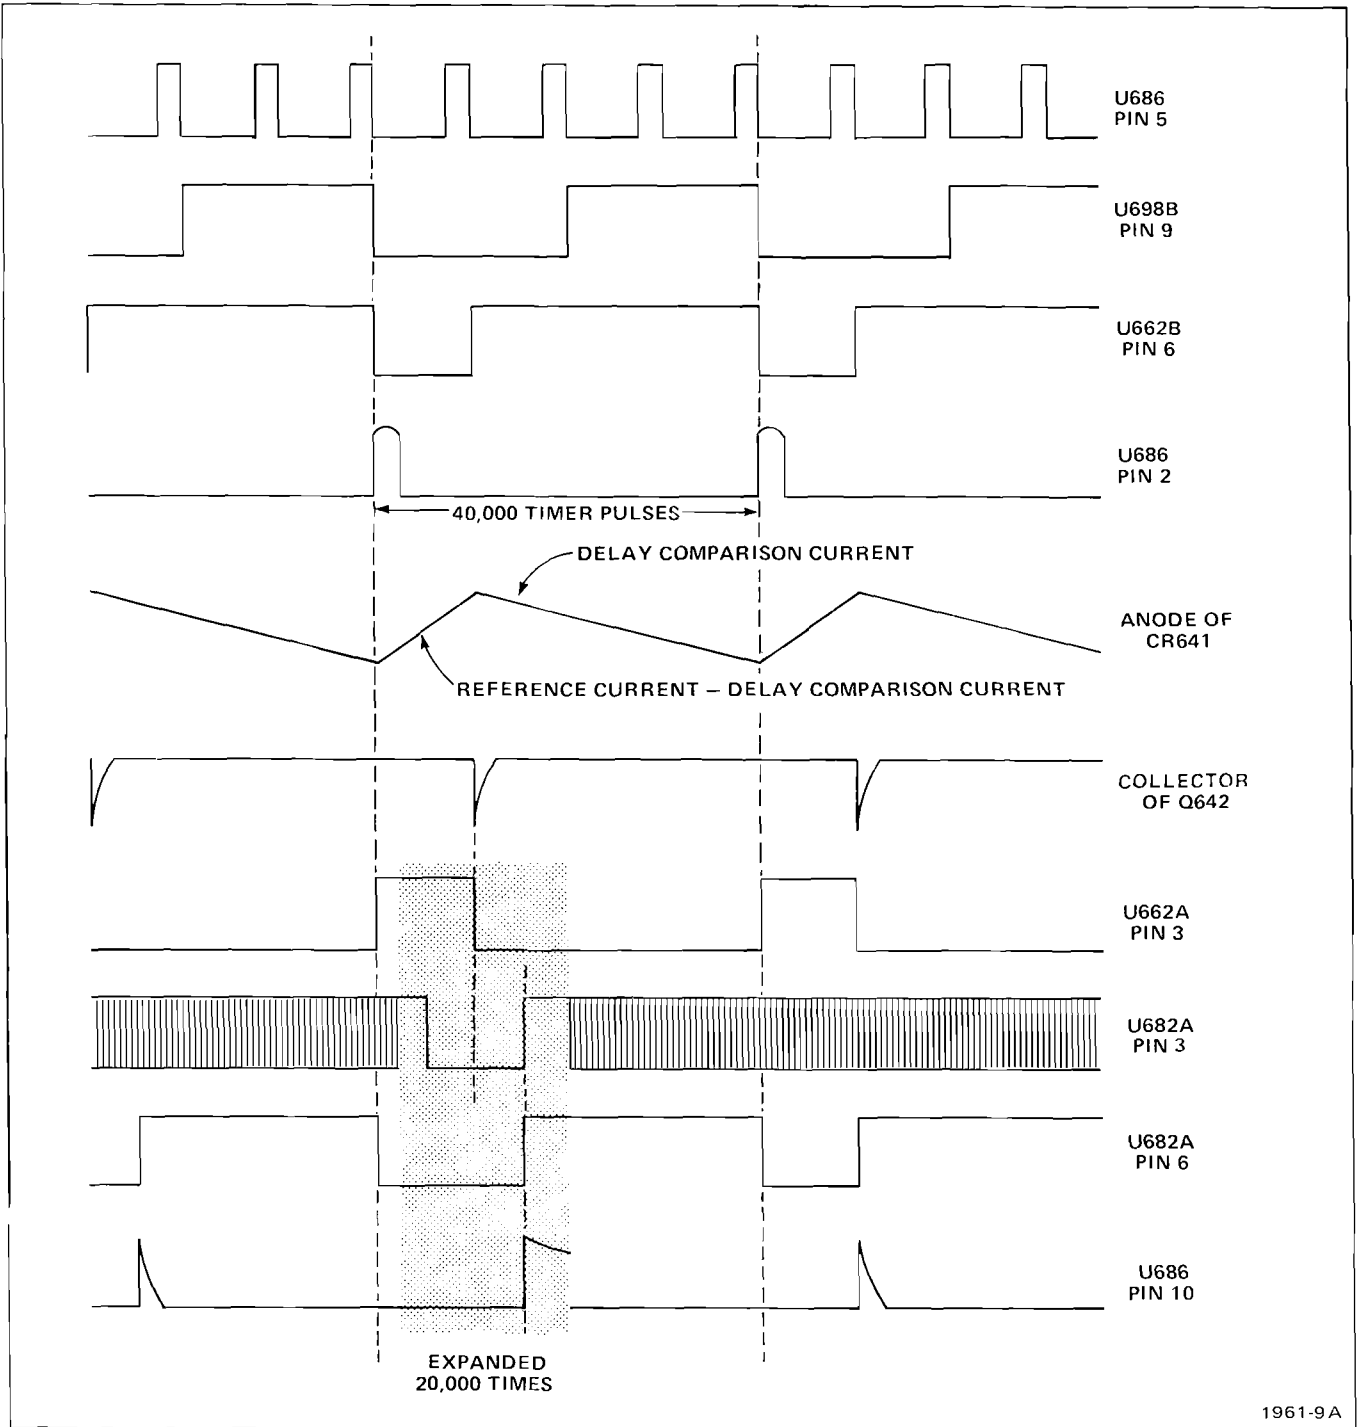 U686
PIN 5
U698B
PIN 9
U662B
PIN 6
U686
PIN 2
40,000 TIMER PULSES
DELAY COMPARISON CURRENT
ANODE OF
CR641
REFERENCE CURRENT – DELAY COMPARISON CURRENT
COLLECTOR
OF Q642
U662A
PIN 3
U682A
PIN 3
U682A
PIN 6
U686
PIN 10
EXPANDED
20,000 TIMES
1961-9A